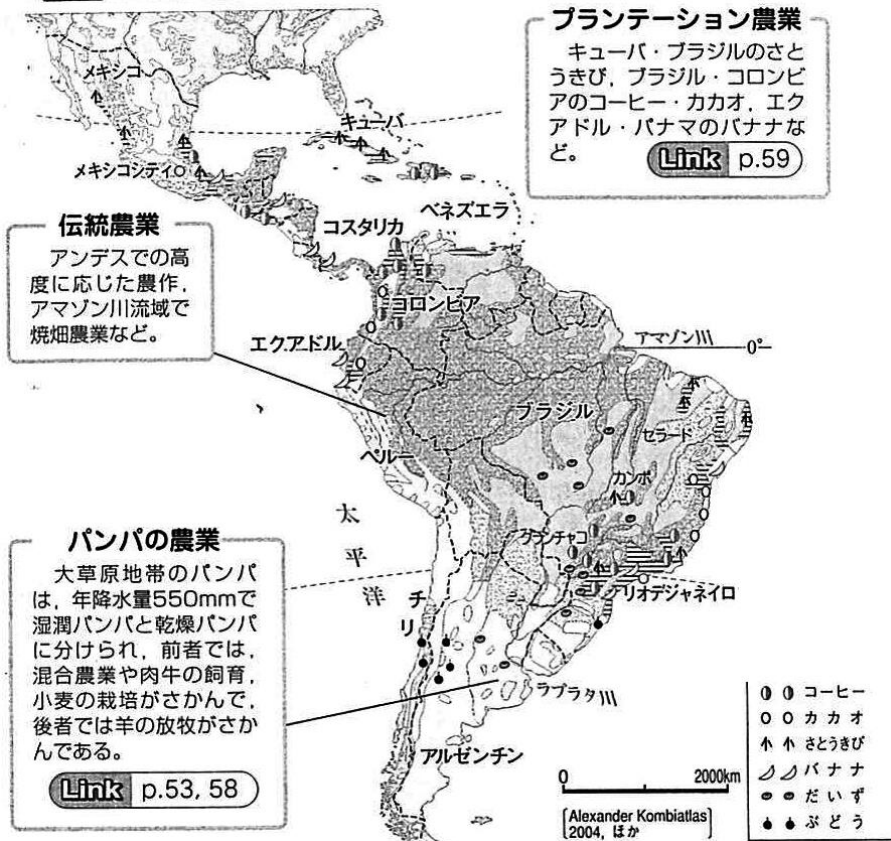 プランテーション農業
キューバ・ブラジルのさと
うきび，ブラジル・コロンビ
アのコーヒー・カカオ，エク
アドル・パナマのバナナな
ど。
Link p.59
メキシコ
キューバ
メキシコシティ
伝統農業
アンデスでの高
度に応じた農作，
アマゾン川流域で
焼畑農業など。
コスタリカ
ベネズエラ
コロンビア
エクアドル
アマゾン川
0°
ブラジル
セラード
ペルー
カンポ
グランチャコ
太平洋
リオデジャネイロ
チリ
パンパの農業
大草原地帯のパンパ
は，年降水量550mmで
湿潤パンパと乾燥パンパ
に分けられ，前者では，
混合農業や肉牛の飼育，
小麦の栽培がさかんで，
後者では羊の放牧がさか
んである。
Link p.53, 58
ラプラタ川
アルゼンチン
0 2000km
[Alexander Kombiatlas
2004, ほか]
コーヒー
カカオ
さとうきび
バナナ
だいず
ぶどう